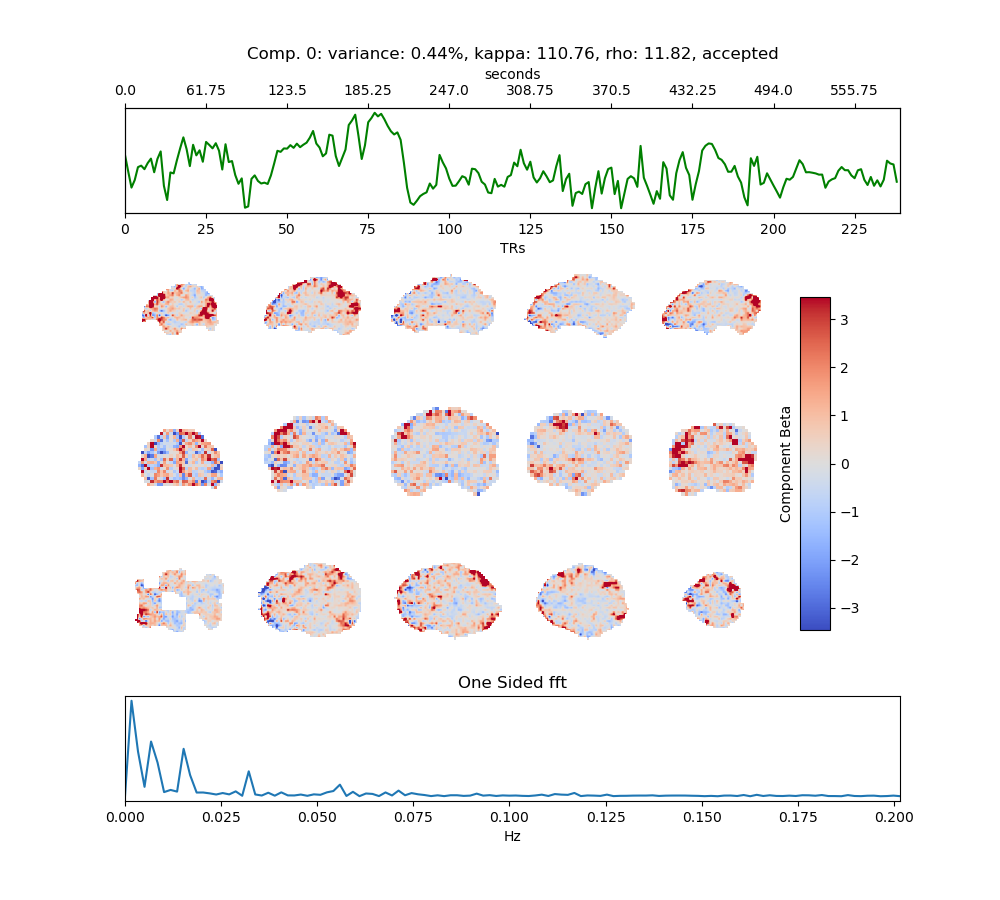 Comp. 0: variance: 0.44%, kappa: 110.76, rho: 11.82, accepted
seconds
0.0 61.75 123.5 185.25 247.0 308.75 370.5 432.25 494.0 555.75
0 25 50 75 100 125 150 175 200 225
TRs
3
2
1
0
−1
−2
−3
Component Beta
One Sided fft
0.000 0.025 0.050 0.075 0.100 0.125 0.150 0.175 0.200
Hz